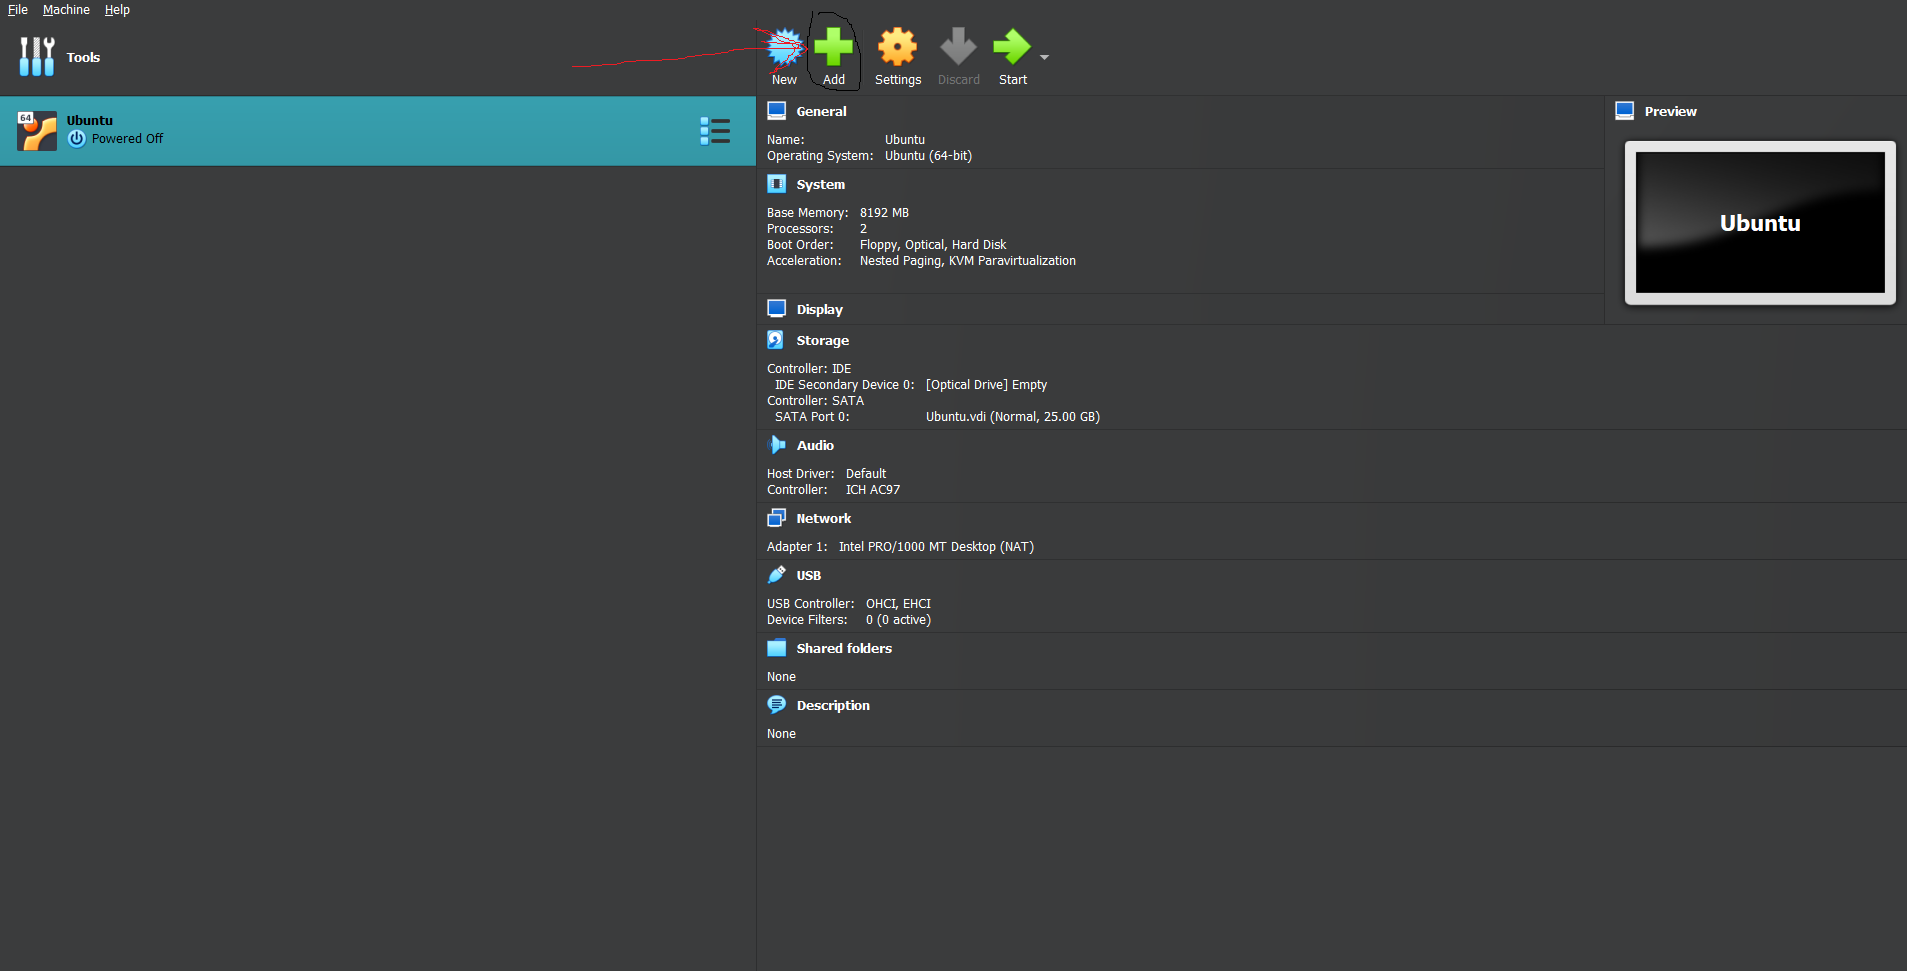 File Machine Help
Tools
New Add Settings Discard Start
64
Ubuntu
Powered Off
General
Name: Ubuntu
Operating System: Ubuntu (64-bit)
System
Base Memory: 8192 MB
Processors: 2
Boot Order: Floppy, Optical, Hard Disk
Acceleration: Nested Paging, KVM Paravirtualization
Preview
Ubuntu
Display
Storage
Controller: IDE
IDE Secondary Device 0: [Optical Drive] Empty
Controller: SATA
SATA Port 0: Ubuntu.vdi (Normal, 25.00 GB)
Audio
Host Driver: Default
Controller: ICH AC97
Network
Adapter 1: Intel PRO/1000 MT Desktop (NAT)
USB
USB Controller: OHCI, EHCI
Device Filters: 0 (0 active)
Shared folders
None
Description
None